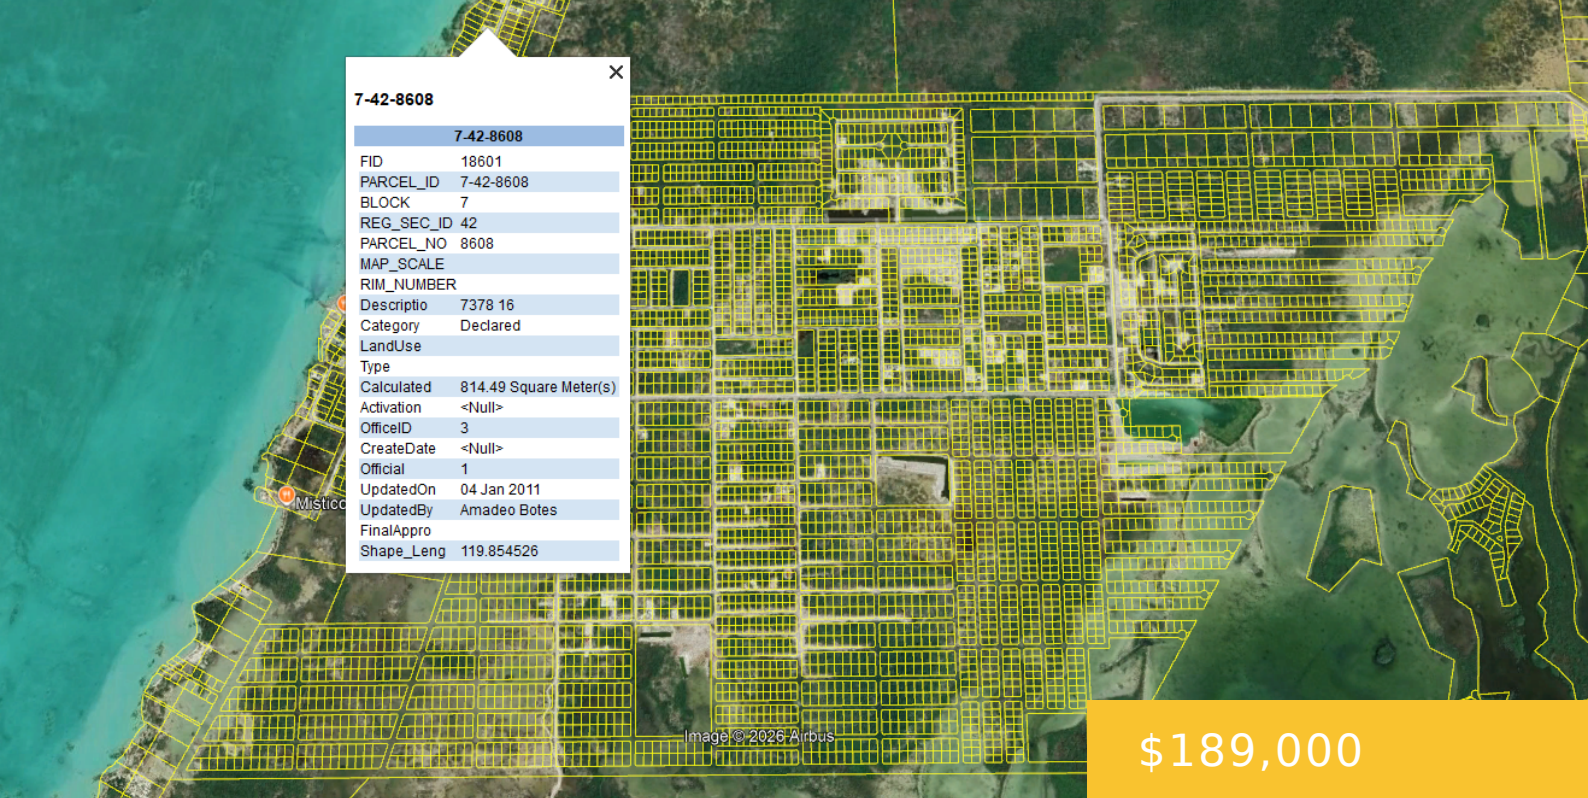 7-42-8608
7-42-8608
FID 18601
PARCEL_ID 7-42-8608
BLOCK 7
REG_SEC_ID 42
PARCEL_NO 8608
MAP_SCALE
RIM_NUMBER
Descriptio 7378 16
Category Declared
LandUse
Type
Calculated 814.49 Square Meter(s)
Activation <Null>
OfficeID 3
CreateDate <Null>
Official 1
UpdatedOn 04 Jan 2011
UpdatedBy Amadeo Botes
FinalAppro
Shape_Leng 119.854526
Mistico
Image © 2026 Airbus
$189,000